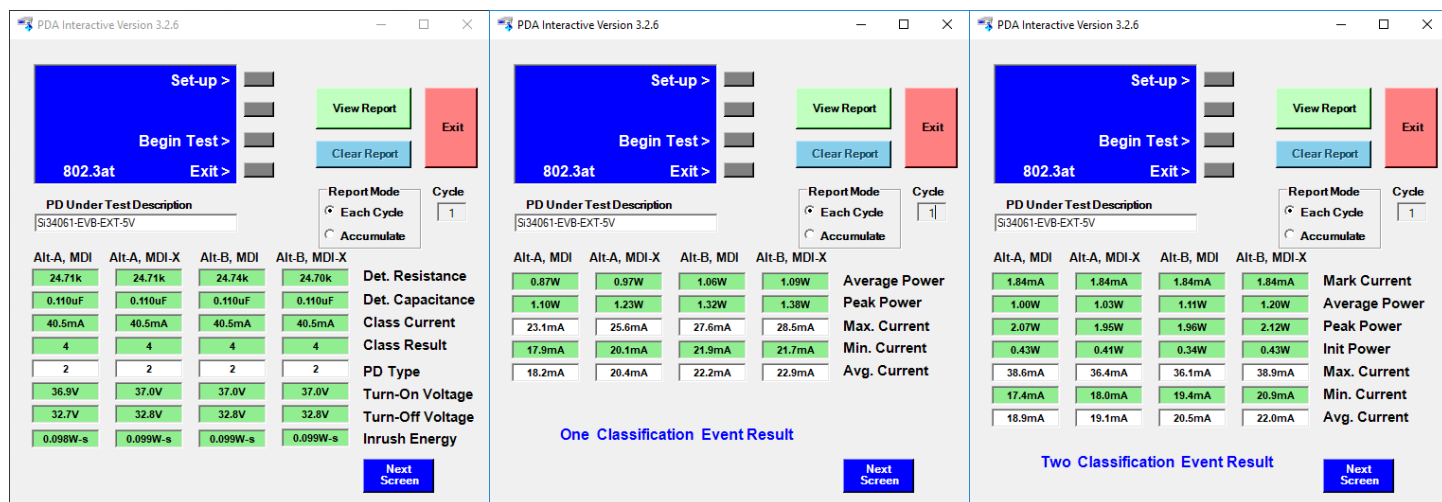 PDA Interactive Version 3.2.6
Set-up >
Begin Test >
802.3at Exit >
View Report
Clear Report
Exit
Report Mode
Each Cycle
Accumulate
Cycle
1
PD Under Test Description
Si34061-EVB-EXT-5V
Alt-A, MDI Alt-A, MDI-X Alt-B, MDI Alt-B, MDI-X
24.71k 24.71k 24.74k 24.70k Det. Resistance
0.110uF 0.110uF 0.110uF 0.110uF Det. Capacitance
40.5mA 40.5mA 40.5mA 40.5mA Class Current
4 4 4 4 Class Result
2 2 2 2 PD Type
36.9V 37.0V 37.0V 37.0V Turn-On Voltage
32.7V 32.8V 32.8V 32.8V Turn-Off Voltage
0.098W-s 0.099W-s 0.099W-s 0.099W-s Inrush Energy
Next
Screen
PDA Interactive Version 3.2.6
Set-up >
Begin Test >
802.3at Exit >
View Report
Clear Report
Exit
Report Mode
Each Cycle
Accumulate
Cycle
1
PD Under Test Description
Si34061-EVB-EXT-5V
Alt-A, MDI Alt-A, MDI-X Alt-B, MDI Alt-B, MDI-X
0.87W 0.97W 1.06W 1.09W Average Power
1.10W 1.23W 1.32W 1.38W Peak Power
23.1mA 25.6mA 27.6mA 28.5mA Max. Current
17.9mA 20.1mA 21.9mA 21.7mA Min. Current
18.2mA 20.4mA 22.2mA 22.9mA Avg. Current
One Classification Event Result
Next
Screen
PDA Interactive Version 3.2.6
Set-up >
Begin Test >
802.3at Exit >
View Report
Clear Report
Exit
Report Mode
Each Cycle
Accumulate
Cycle
1
PD Under Test Description
Si34061-EVB-EXT-5V
Alt-A, MDI Alt-A, MDI-X Alt-B, MDI Alt-B, MDI-X
1.84mA 1.84mA 1.84mA 1.84mA Mark Current
1.00W 1.03W 1.11W 1.20W Average Power
2.07W 1.95W 1.96W 2.12W Peak Power
0.43W 0.41W 0.34W 0.43W Init Power
38.6mA 36.4mA 36.1mA 38.9mA Max. Current
17.4mA 18.0mA 19.4mA 20.9mA Min. Current
18.9mA 19.1mA 20.5mA 22.0mA Avg. Current
Two Classification Event Result
Next
Screen